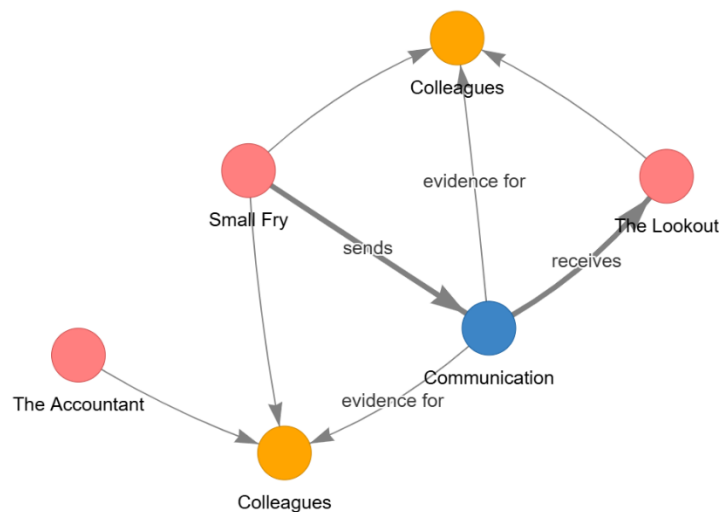 Colleagues
evidence for
Small Fry
The Lookout
sends
receives
Communication
The Accountant
evidence for
Colleagues